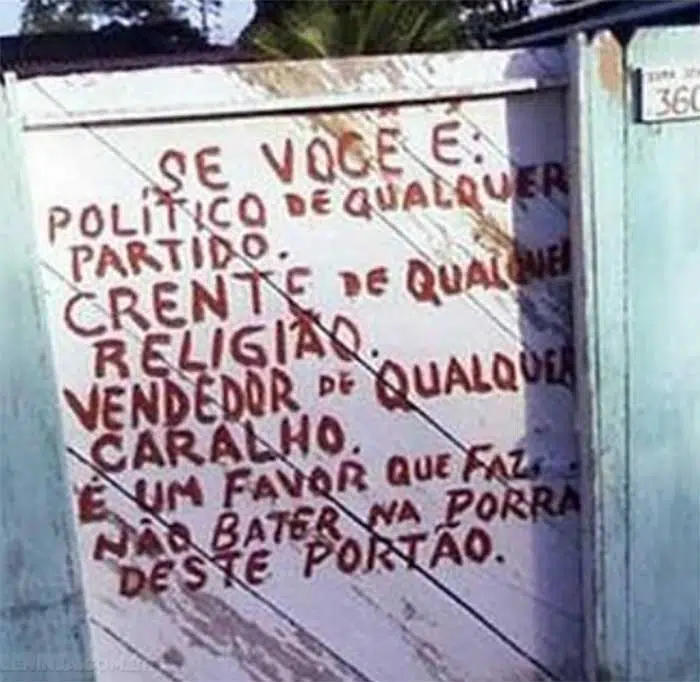 SE VOCÊ É:
POLÍTICO DE QUALQUER
PARTIDO.
CRENTE DE QUALQUER
RELIGIÃO.
VENDEDOR DE QUALQUER
CARALHO.
É UM FAVOR QUE FAZ,
NÃO BATER NA PORRA
DESTE PORTÃO.
360